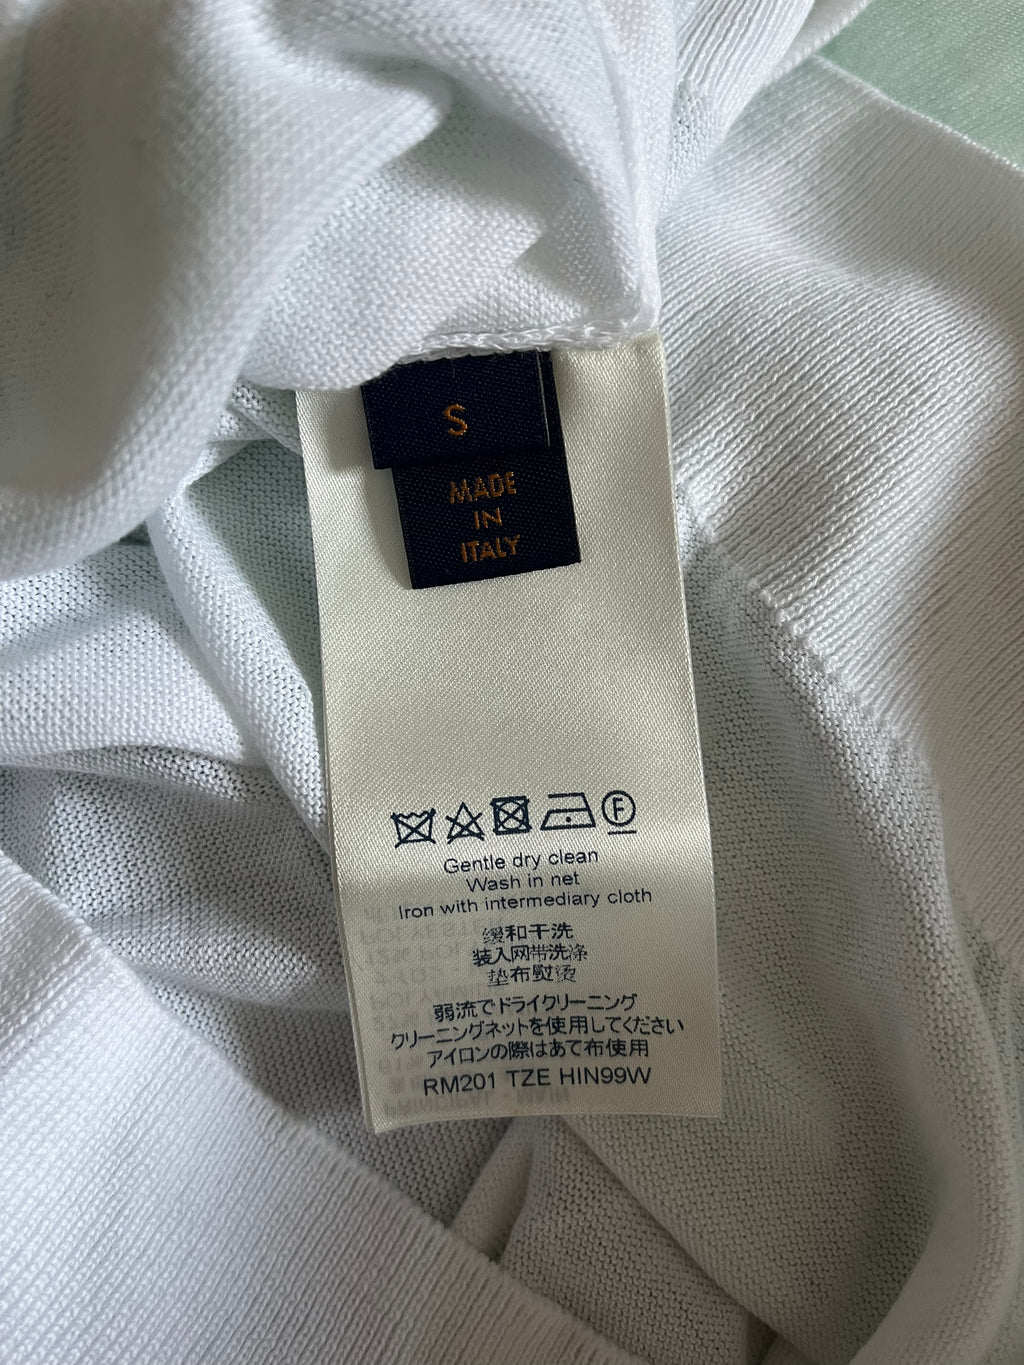 S
MADE
IN
ITALY
F
Gentle dry clean
Wash in net
Iron with intermediary cloth
缓和干洗
装入网带洗涤
垫布熨烫
弱流でドライクリーニング
クリーニングネットを使用してください
アイロンの際はあて布使用
RM201 TZE HIN99W